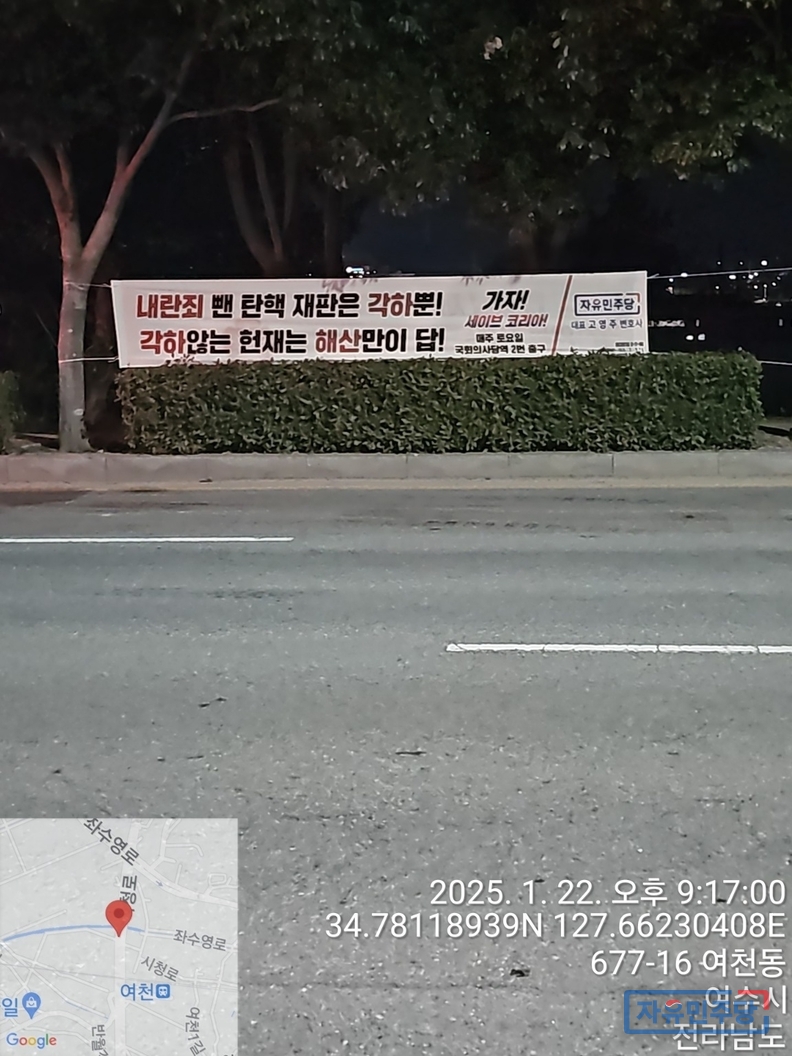 내란죄 뺀 탄핵 재판은 각하뿐!
각하않는 헌재는 해산만이 답!
가자!
세이브 코리아!
매주 토요일
국회의사당역 2번 출구
자유민주당
대표 고 영 주 변호사
2025. 1. 22. 오후 9:17:00
34.78118939N 127.66230408E
677-16 여천동
여수시
전라남도
자유민주당
좌수영로
좌수영로
시청로
여천
여천1길
일
Google